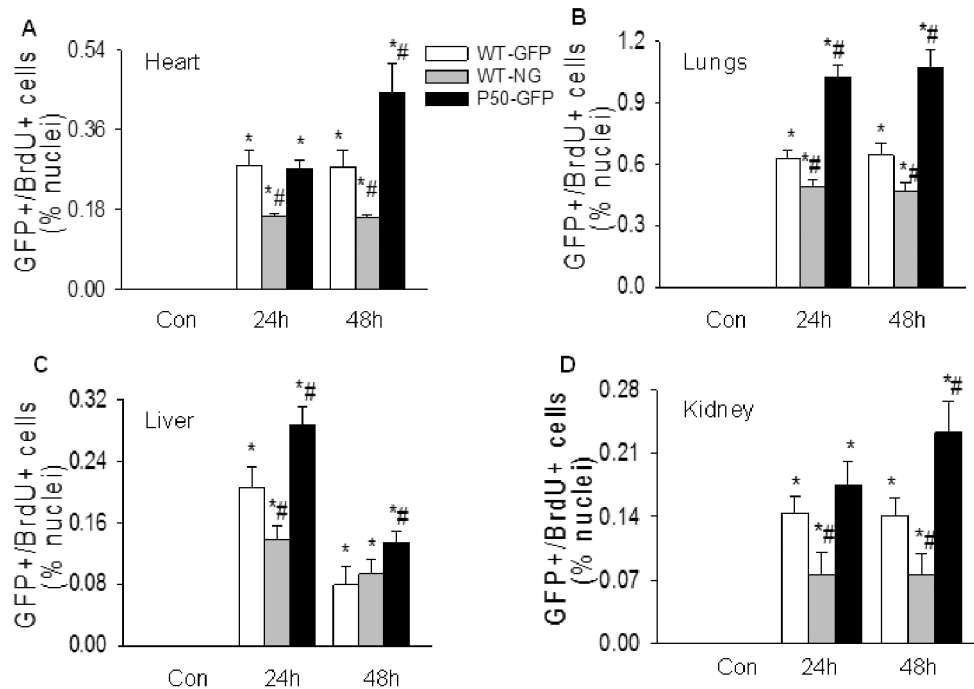 A
GFP+/BrdU+ cells
(% nuclei)
0.54
0.36
0.18
0.00
Heart
* *# * * *# *#
Con 24h 48h
WT-GFP
WT-NG
P50-GFP
B
GFP+/BrdU+ cells
(% nuclei)
1.2
0.9
0.6
0.3
0.0
Lungs
* *# *# * *# *#
Con 24h 48h
C
GFP+/BrdU+ cells
(% nuclei)
0.32
0.24
0.16
0.08
0.00
Liver
* *# *# * * *#
Con 24h 48h
D
GFP+/BrdU+ cells
(% nuclei)
0.28
0.21
0.14
0.07
0.00
Kidney
* *# * * *# *#
Con 24h 48h